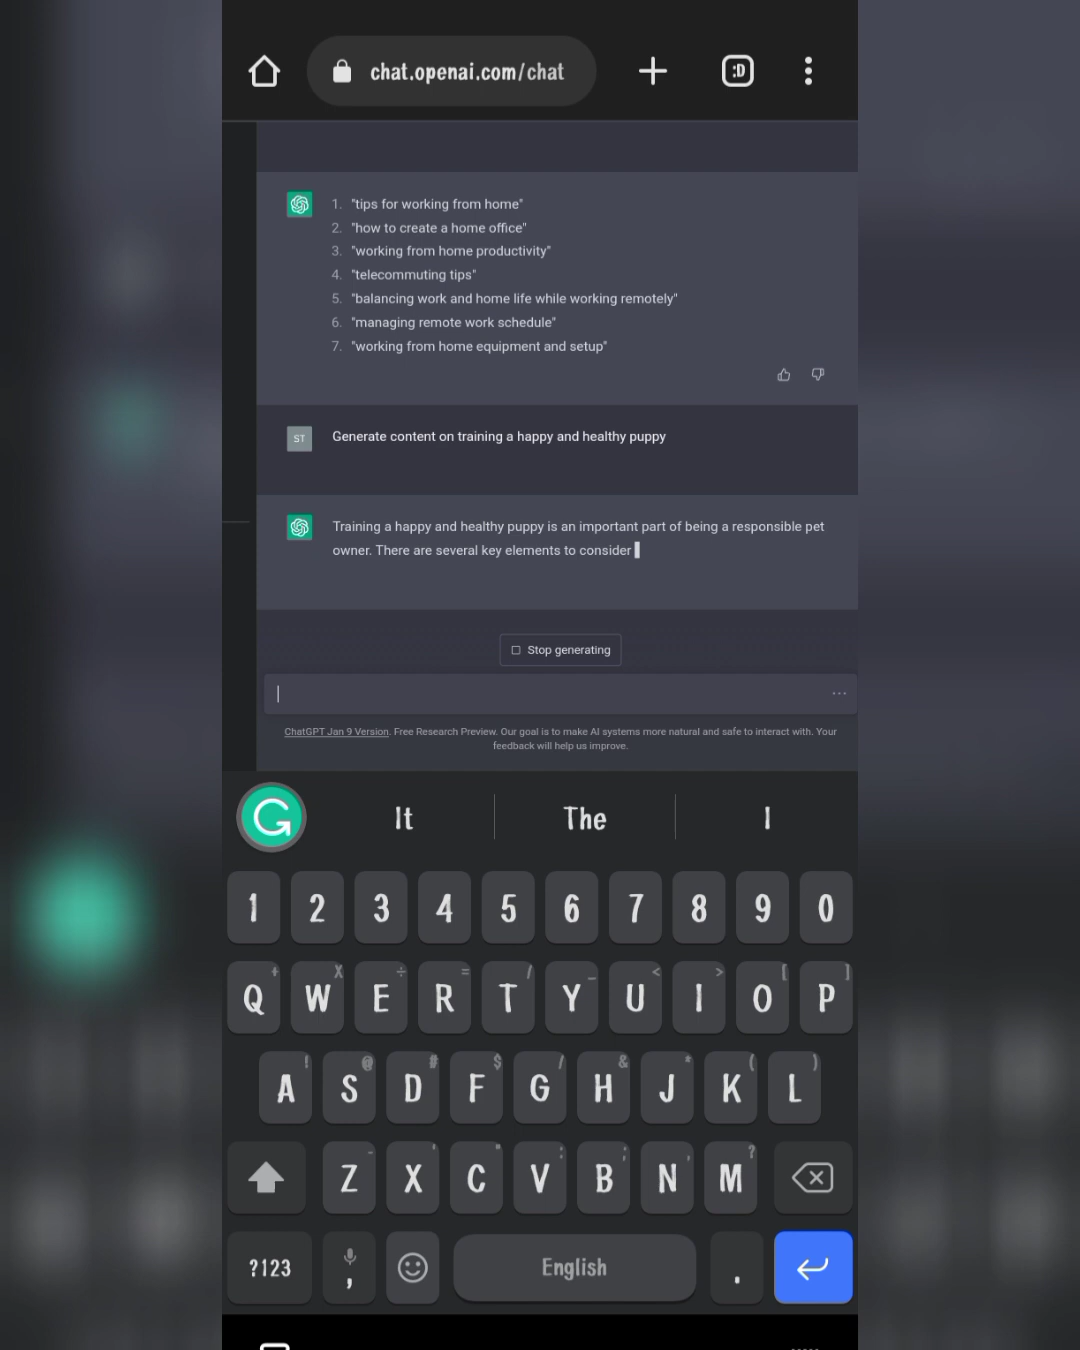 chat.openai.com/chat
:D
1. "tips for working from home"
2. "how to create a home office"
3. "working from home productivity"
4. "telecommuting tips"
5. "balancing work and home life while working remotely"
6. "managing remote work schedule"
7. "working from home equipment and setup"
ST
Generate content on training a happy and healthy puppy
Training a happy and healthy puppy is an important part of being a responsible pet
owner. There are several key elements to consider
Stop generating
...
ChatGPT Jan 9 Version. Free Research Preview. Our goal is to make AI systems more natural and safe to interact with. Your
feedback will help us improve.
G
It The I
1 2 3 4 5 6 7 8 9 0
+ X ÷ = / _ < > [ ]
Q W E R T Y U I O P
! @ # $ / & * ( )
A S D F G H J K L
- ' " : ; , ?
Z X C V B N M
?123 , English .